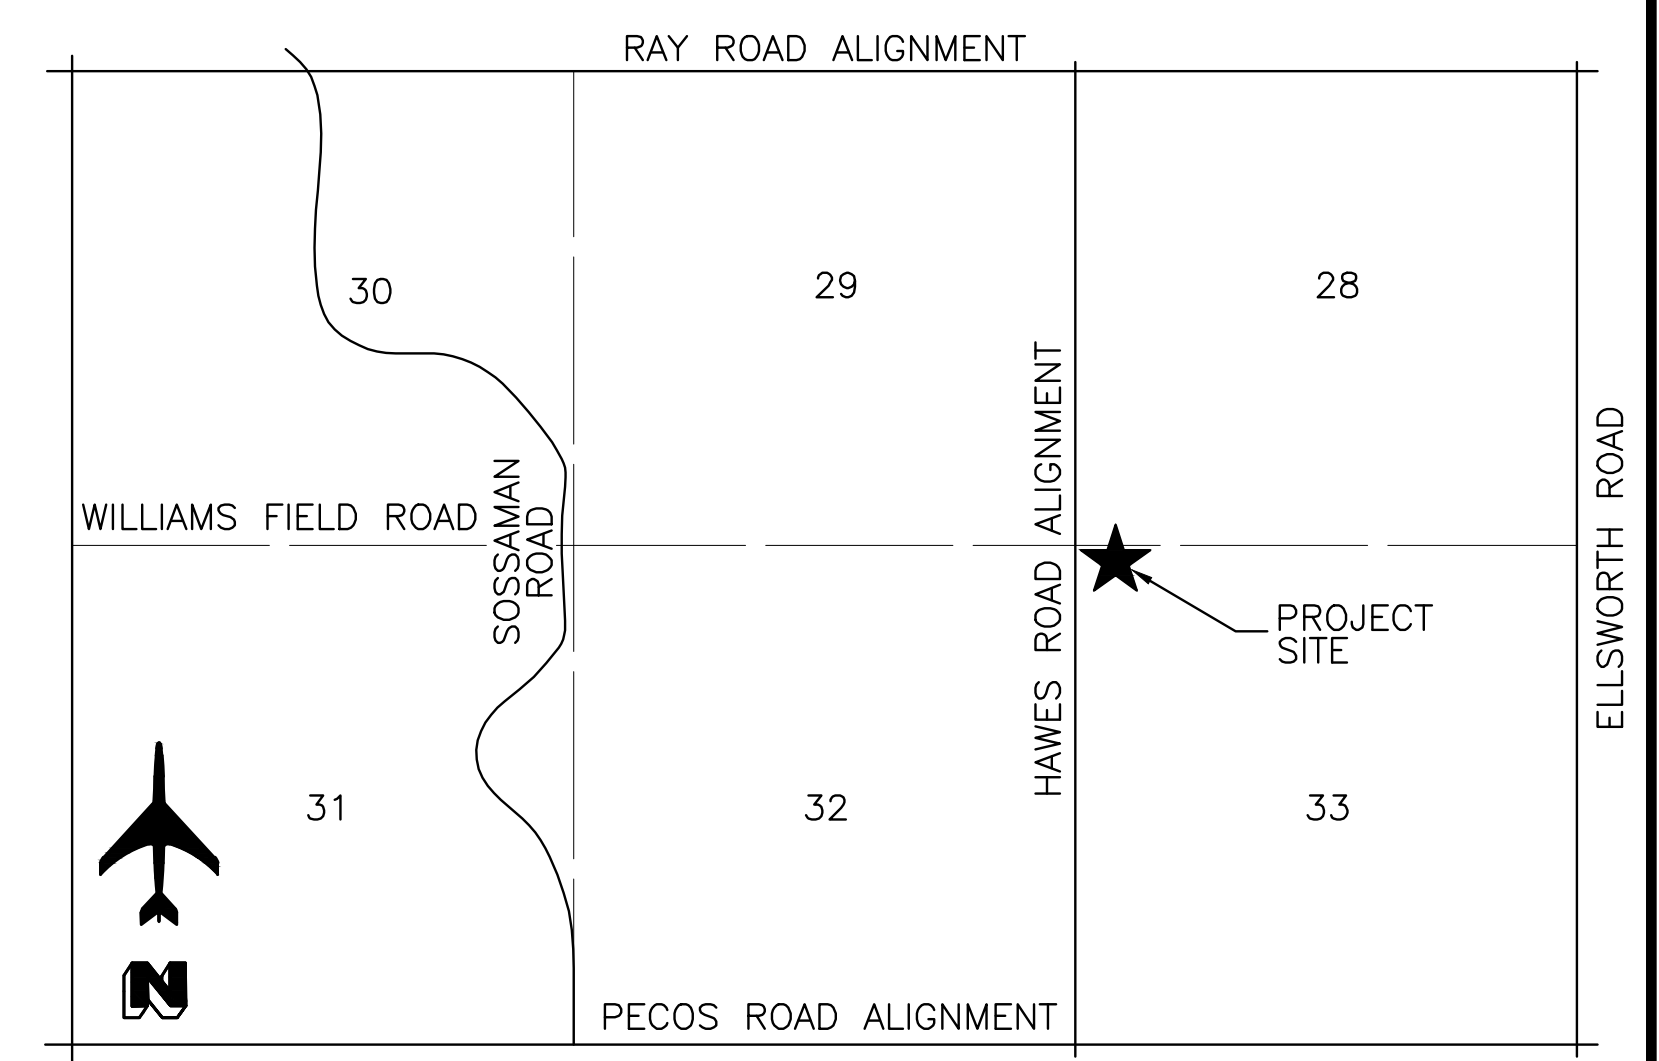 RAY ROAD ALIGNMENT
30
29
28
WILLIAMS FIELD ROAD
SOSSAMAN
ROAD
HAWES ROAD ALIGNMENT
ELLSWORTH ROAD
PROJECT
SITE
31
32
33
N
PECOS ROAD ALIGNMENT